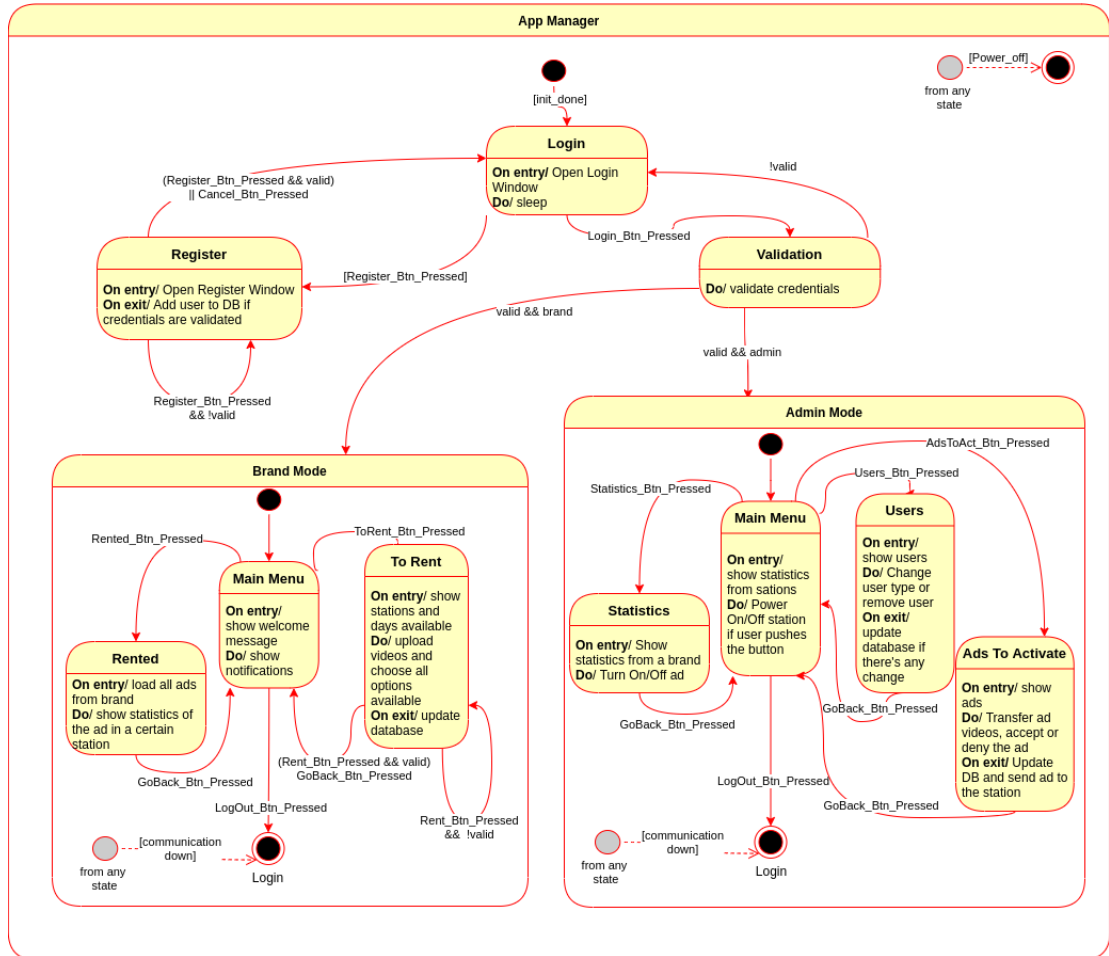 App Manager
[Power_off]
from any
state
[init_done]
Login
On entry/ Open Login
Window
Do/ sleep
!valid
(Register_Btn_Pressed && valid)
|| Cancel_Btn_Pressed
Login_Btn_Pressed
Register
On entry/ Open Register Window
On exit/ Add user to DB if
credentials are validated
[Register_Btn_Pressed]
Validation
Do/ validate credentials
valid && brand
valid && admin
Register_Btn_Pressed
&& !valid
Brand Mode
Rented_Btn_Pressed
ToRent_Btn_Pressed
Main Menu
On entry/
show welcome
message
Do/ show
notifications
To Rent
On entry/ show
stations and
days available
Do/ upload
videos and
choose all
options
available
On exit/ update
database
Rented
On entry/ load all ads
from brand
Do/ show statistics of
the ad in a certain
station
GoBack_Btn_Pressed
(Rent_Btn_Pressed && valid)
GoBack_Btn_Pressed
LogOut_Btn_Pressed
Rent_Btn_Pressed
&& !valid
[communication
down]
from any
state
Login
Admin Mode
AdsToAct_Btn_Pressed
Users_Btn_Pressed
Statistics_Btn_Pressed
Main Menu
On entry/
show statistics
from sations
Do/ Power
On/Off station
if user pushes
the button
Users
On entry/
show users
Do/ Change
user type or
remove user
On exit/
update
database if
there's any
change
Statistics
On entry/ Show
statistics from a brand
Do/ Turn On/Off ad
Ads To Activate
On entry/ show
ads
Do/ Transfer ad
videos, accept or
deny the ad
On exit/ Update
DB and send ad to
the station
GoBack_Btn_Pressed
GoBack_Btn_Pressed
LogOut_Btn_Pressed
GoBack_Btn_Pressed
[communication
down]
from any
state
Login